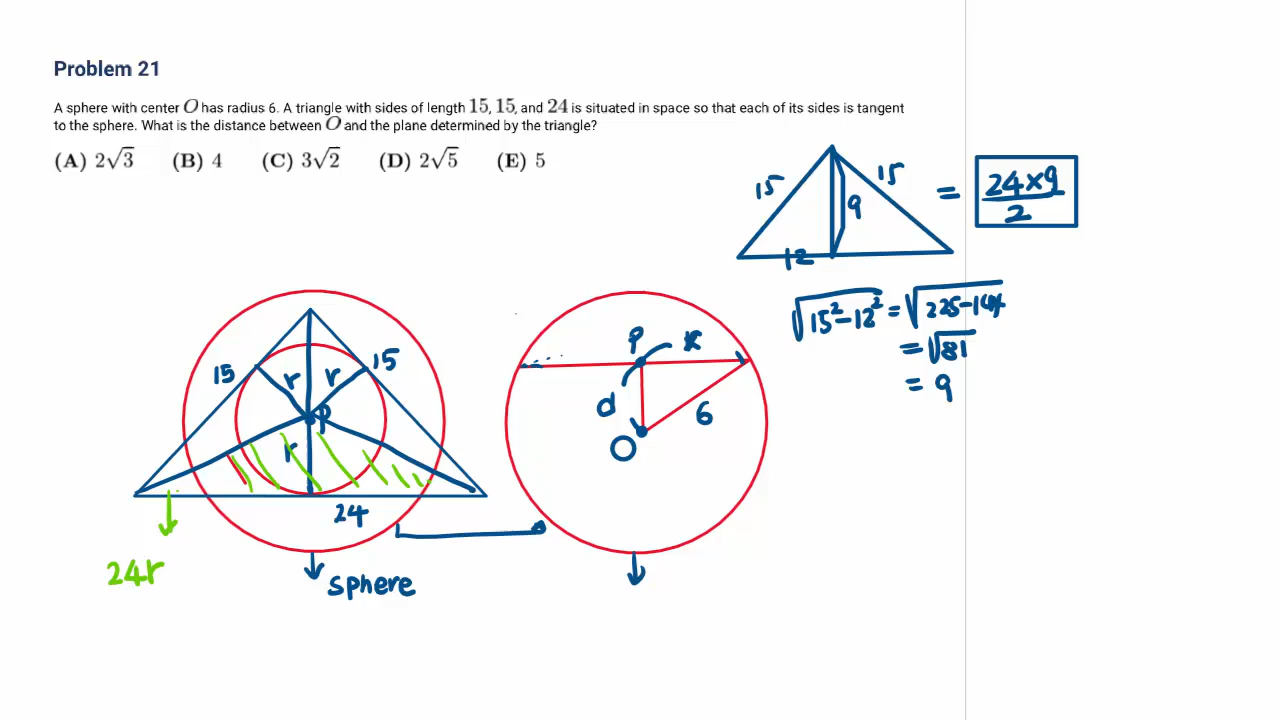 Problem 21
A sphere with center O has radius 6. A triangle with sides of length 15, 15, and 24 is situated in space so that each of its sides is tangent
to the sphere. What is the distance between O and the plane determined by the triangle?
(A) 2√3 (B) 4 (C) 3√2 (D) 2√5 (E) 5
15 15 = 24×9/2
9
12
√15²-12² = √225-144
= √81
= 9
15 r r 15
P
r
24
24r
sphere
P
d 6
O